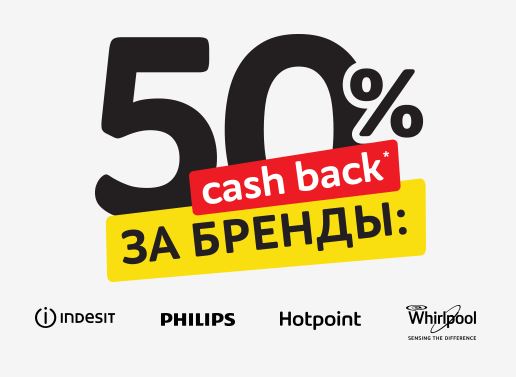 50%
cash back*
ЗА БРЕНДЫ:
indesit PHILIPS Hotpoint Whirlpool
SENSING THE DIFFERENCE